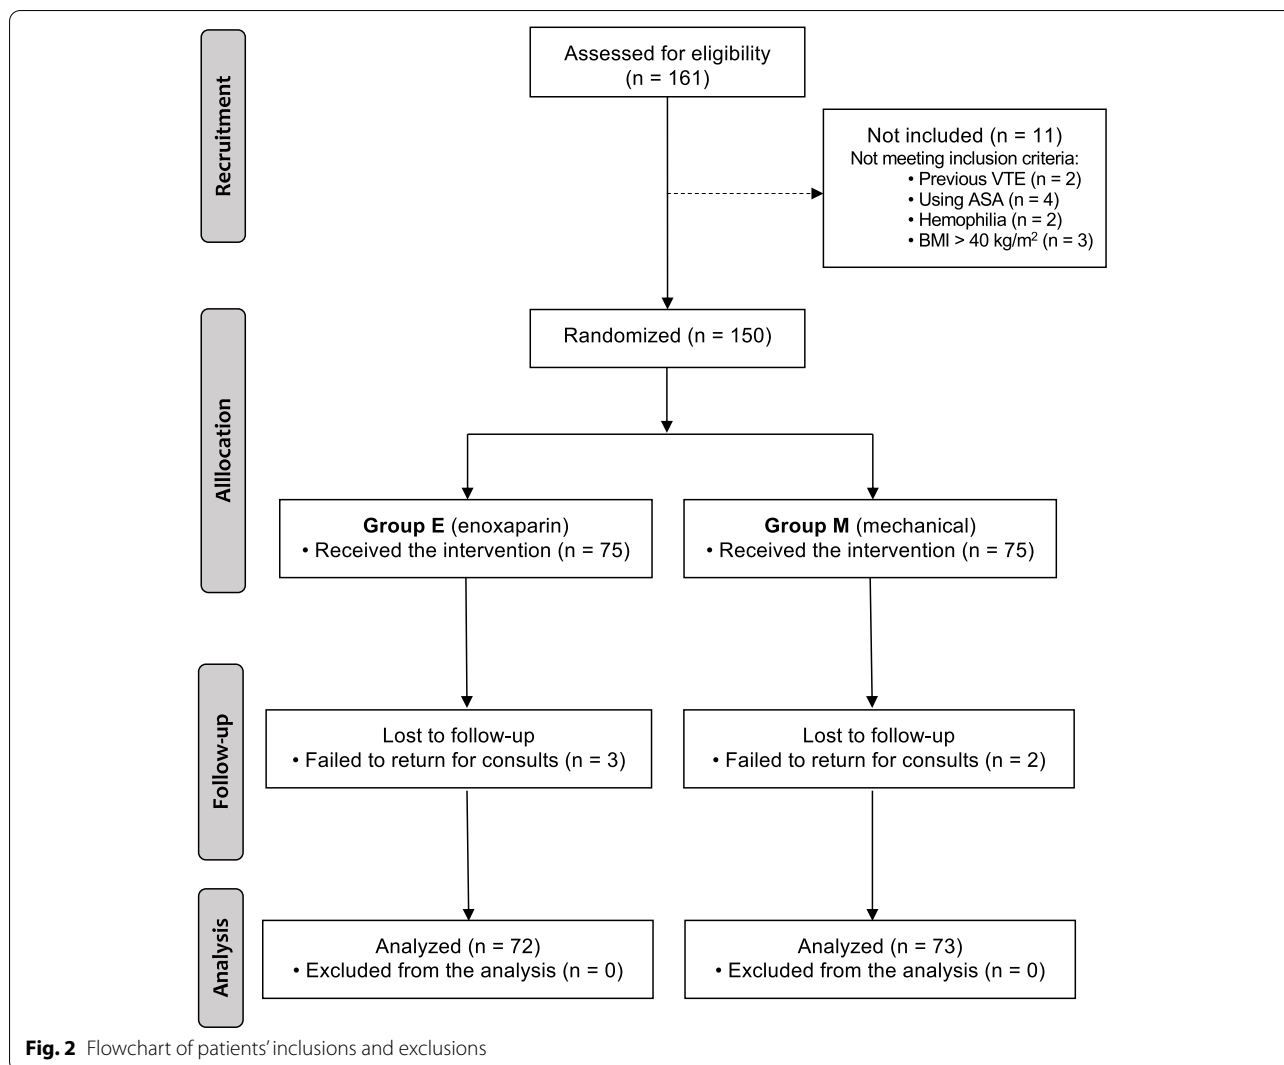 Recruitment
Assessed for eligibility
(n = 161)
Not included (n = 11)
Not meeting inclusion criteria:
• Previous VTE (n = 2)
• Using ASA (n = 4)
• Hemophilia (n = 2)
• BMI > 40 kg/m² (n = 3)
Alllocation
Randomized (n = 150)
Group E (enoxaparin)
• Received the intervention (n = 75)
Group M (mechanical)
• Received the intervention (n = 75)
Follow-up
Lost to follow-up
• Failed to return for consults (n = 3)
Lost to follow-up
• Failed to return for consults (n = 2)
Analysis
Analyzed (n = 72)
• Excluded from the analysis (n = 0)
Analyzed (n = 73)
• Excluded from the analysis (n = 0)
Fig. 2 Flowchart of patients' inclusions and exclusions